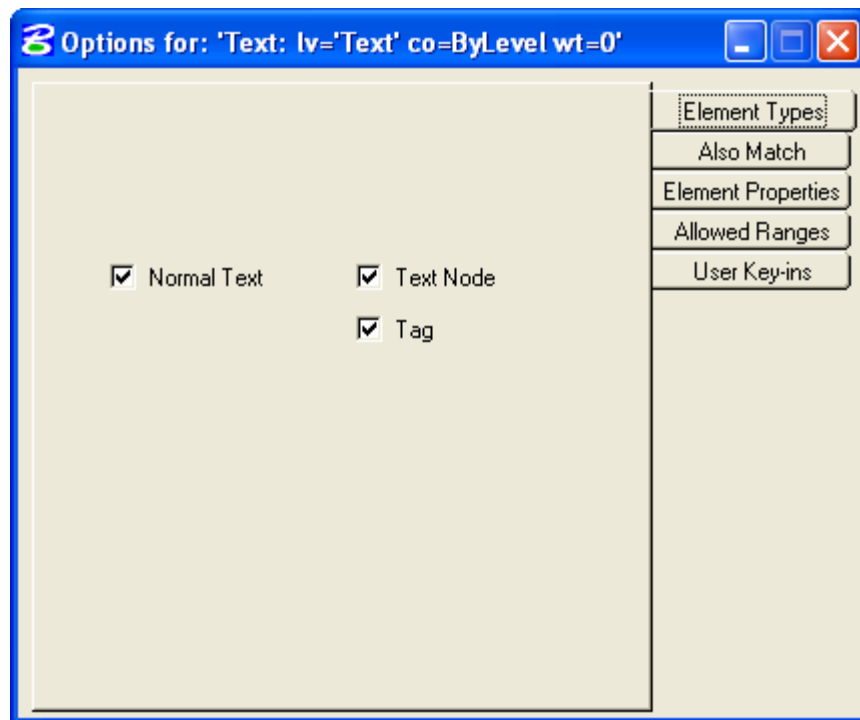 Options for: 'Text: lv='Text' co=ByLevel wt=0'
Element Types
Also Match
Element Properties
Allowed Ranges
User Key-ins
Normal Text
Text Node
Tag